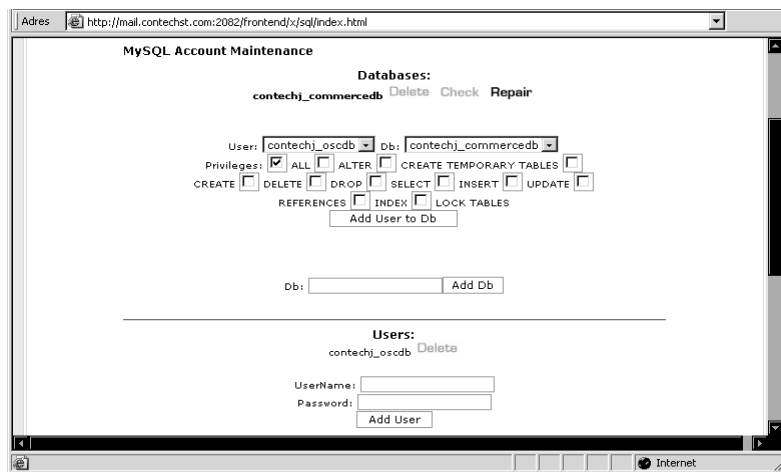 Adres http://mail.contechst.com:2082/frontend/x/sql/index.html
MySQL Account Maintenance
Databases:
contechj_commercedb Delete Check Repair
User: contechj_oscdb Db: contechj_commercedb
Privileges: ALL ALTER CREATE TEMPORARY TABLES
CREATE DELETE DROP SELECT INSERT UPDATE
REFERENCES INDEX LOCK TABLES
Add User to Db
Db: Add Db
Users:
contechj_oscdb Delete
UserName:
Password:
Add User
Internet